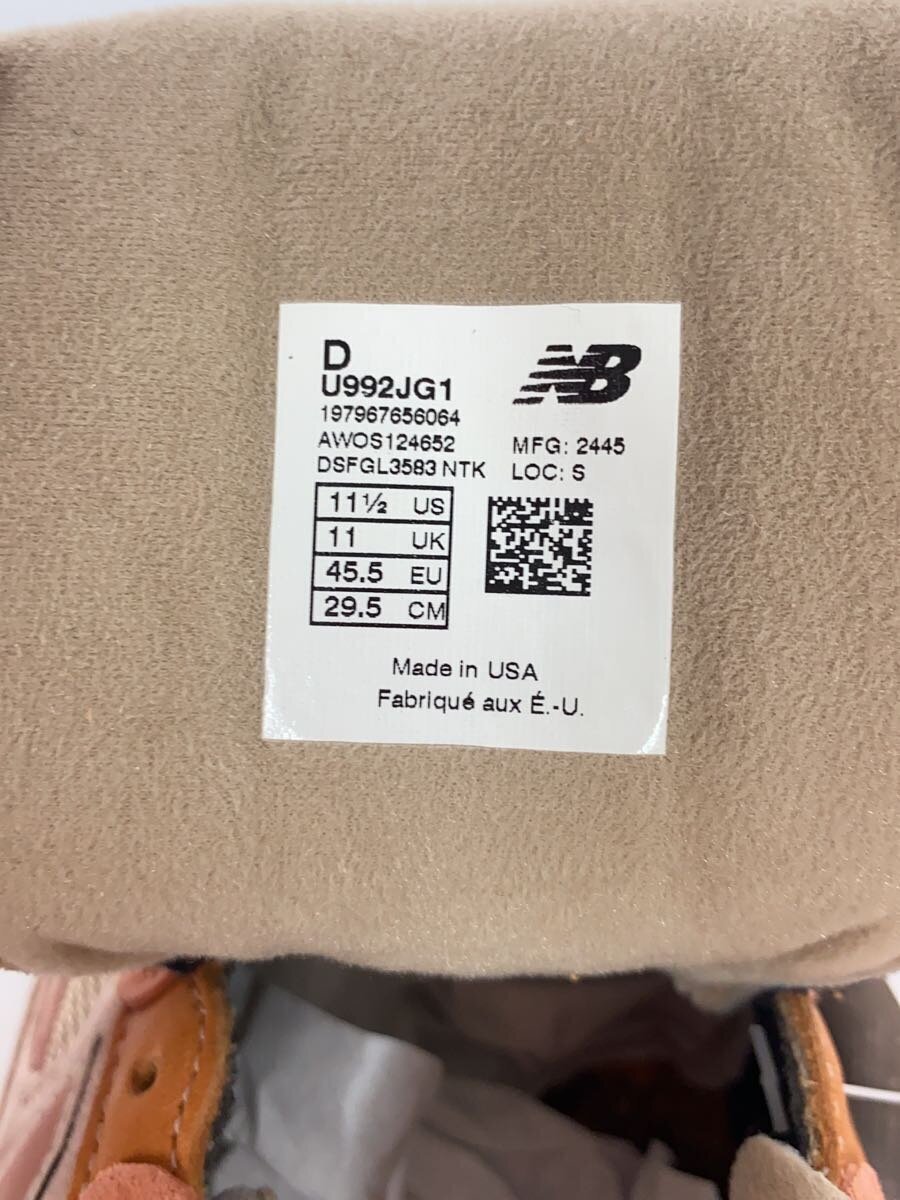 D
U992JG1
NB
197967656064
AWOS124652
DSFGL3583 NTK
MFG: 2445
LOC: S
11½ US
11 UK
45.5 EU
29.5 CM
Made in USA
Fabriqué aux É.-U.